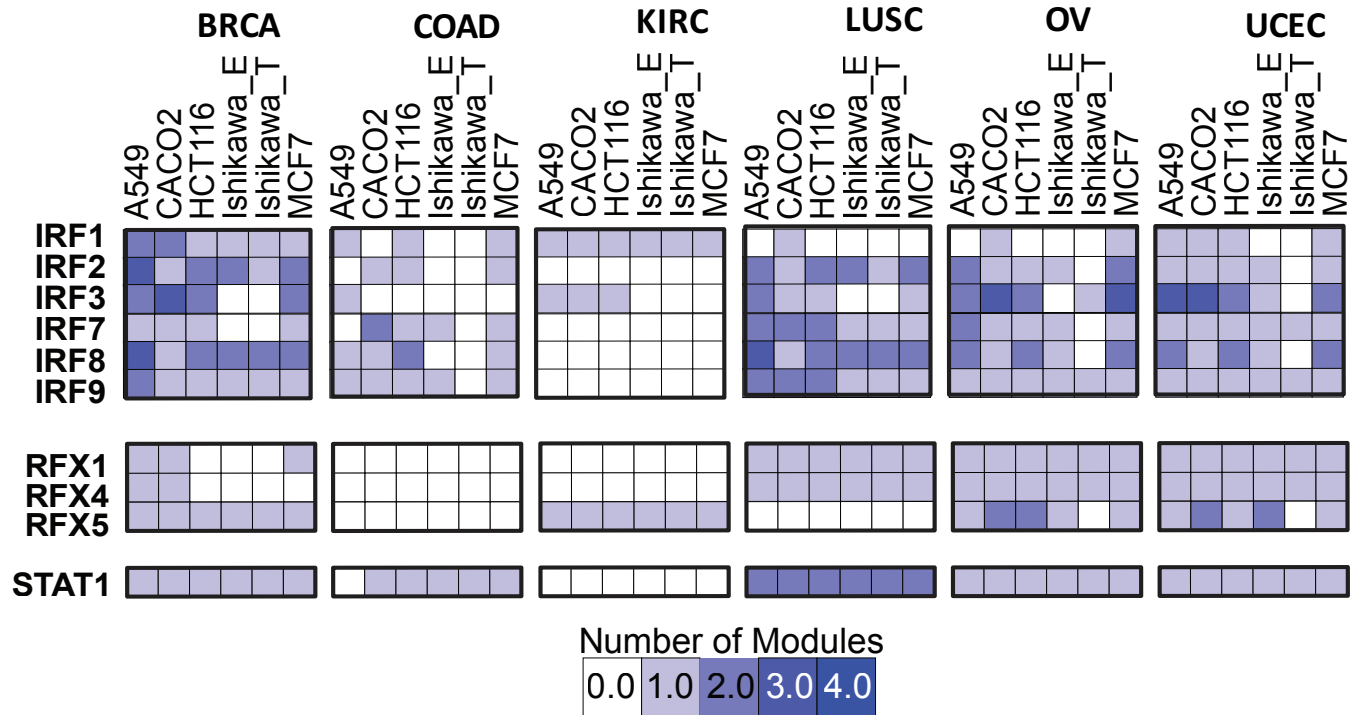 BRCA COAD KIRC LUSC OV UCEC
A549 CACO2 HCT116 Ishikawa_E Ishikawa_T MCF7 A549 CACO2 HCT116 Ishikawa_E Ishikawa_T MCF7 A549 CACO2 HCT116 Ishikawa_E Ishikawa_T MCF7 A549 CACO2 HCT116 Ishikawa_E Ishikawa_T MCF7 A549 CACO2 HCT116 Ishikawa_E Ishikawa_T MCF7 A549 CACO2 HCT116 Ishikawa_E Ishikawa_T MCF7
IRF1
IRF2
IRF3
IRF7
IRF8
IRF9
RFX1
RFX4
RFX5
STAT1
Number of Modules
0.0 1.0 2.0 3.0 4.0